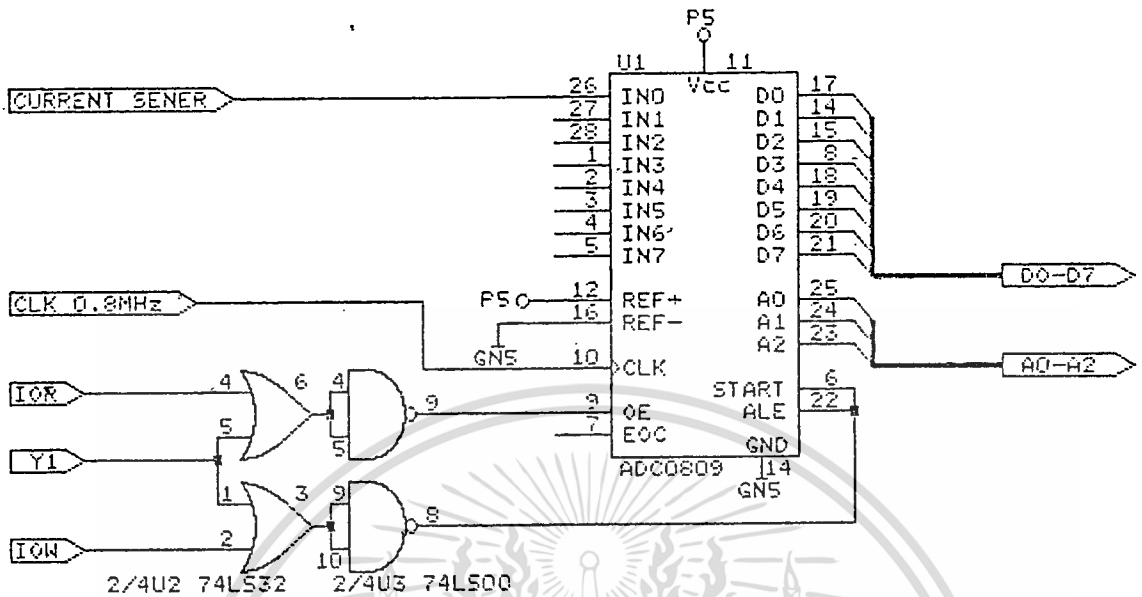 P5
U1 11
Vcc
CURRENT SENER
26 IN0 D0 17
27 IN1 D1 14
28 IN2 D2 15
1 IN3 D3 8
2 IN4 D4 18
3 IN5 D5 19
4 IN6 D6 20
5 IN7 D7 21
D0-D7
CLK 0.8MHz
P5 12 REF+ A0 25
16 REF- A1 24
GN5 A2 23
10 CLK
A0-A2
IOR 4 6 4 9
START 6
9 OE ALE 22
5 5
7 EOC
GND
Y1
ADC0809 14
GN5
1 3 9 8
IOW 2 10
2/4U2 74LS32 2/4U3 74LS00